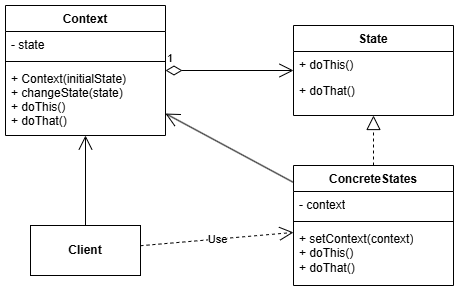 Context
- state
+ Context(initialState)
+ changeState(state)
+ doThis()
+ doThat()
1
State
+ doThis()
+ doThat()
ConcreteStates
- context
+ setContext(context)
+ doThis()
+ doThat()
Client
Use